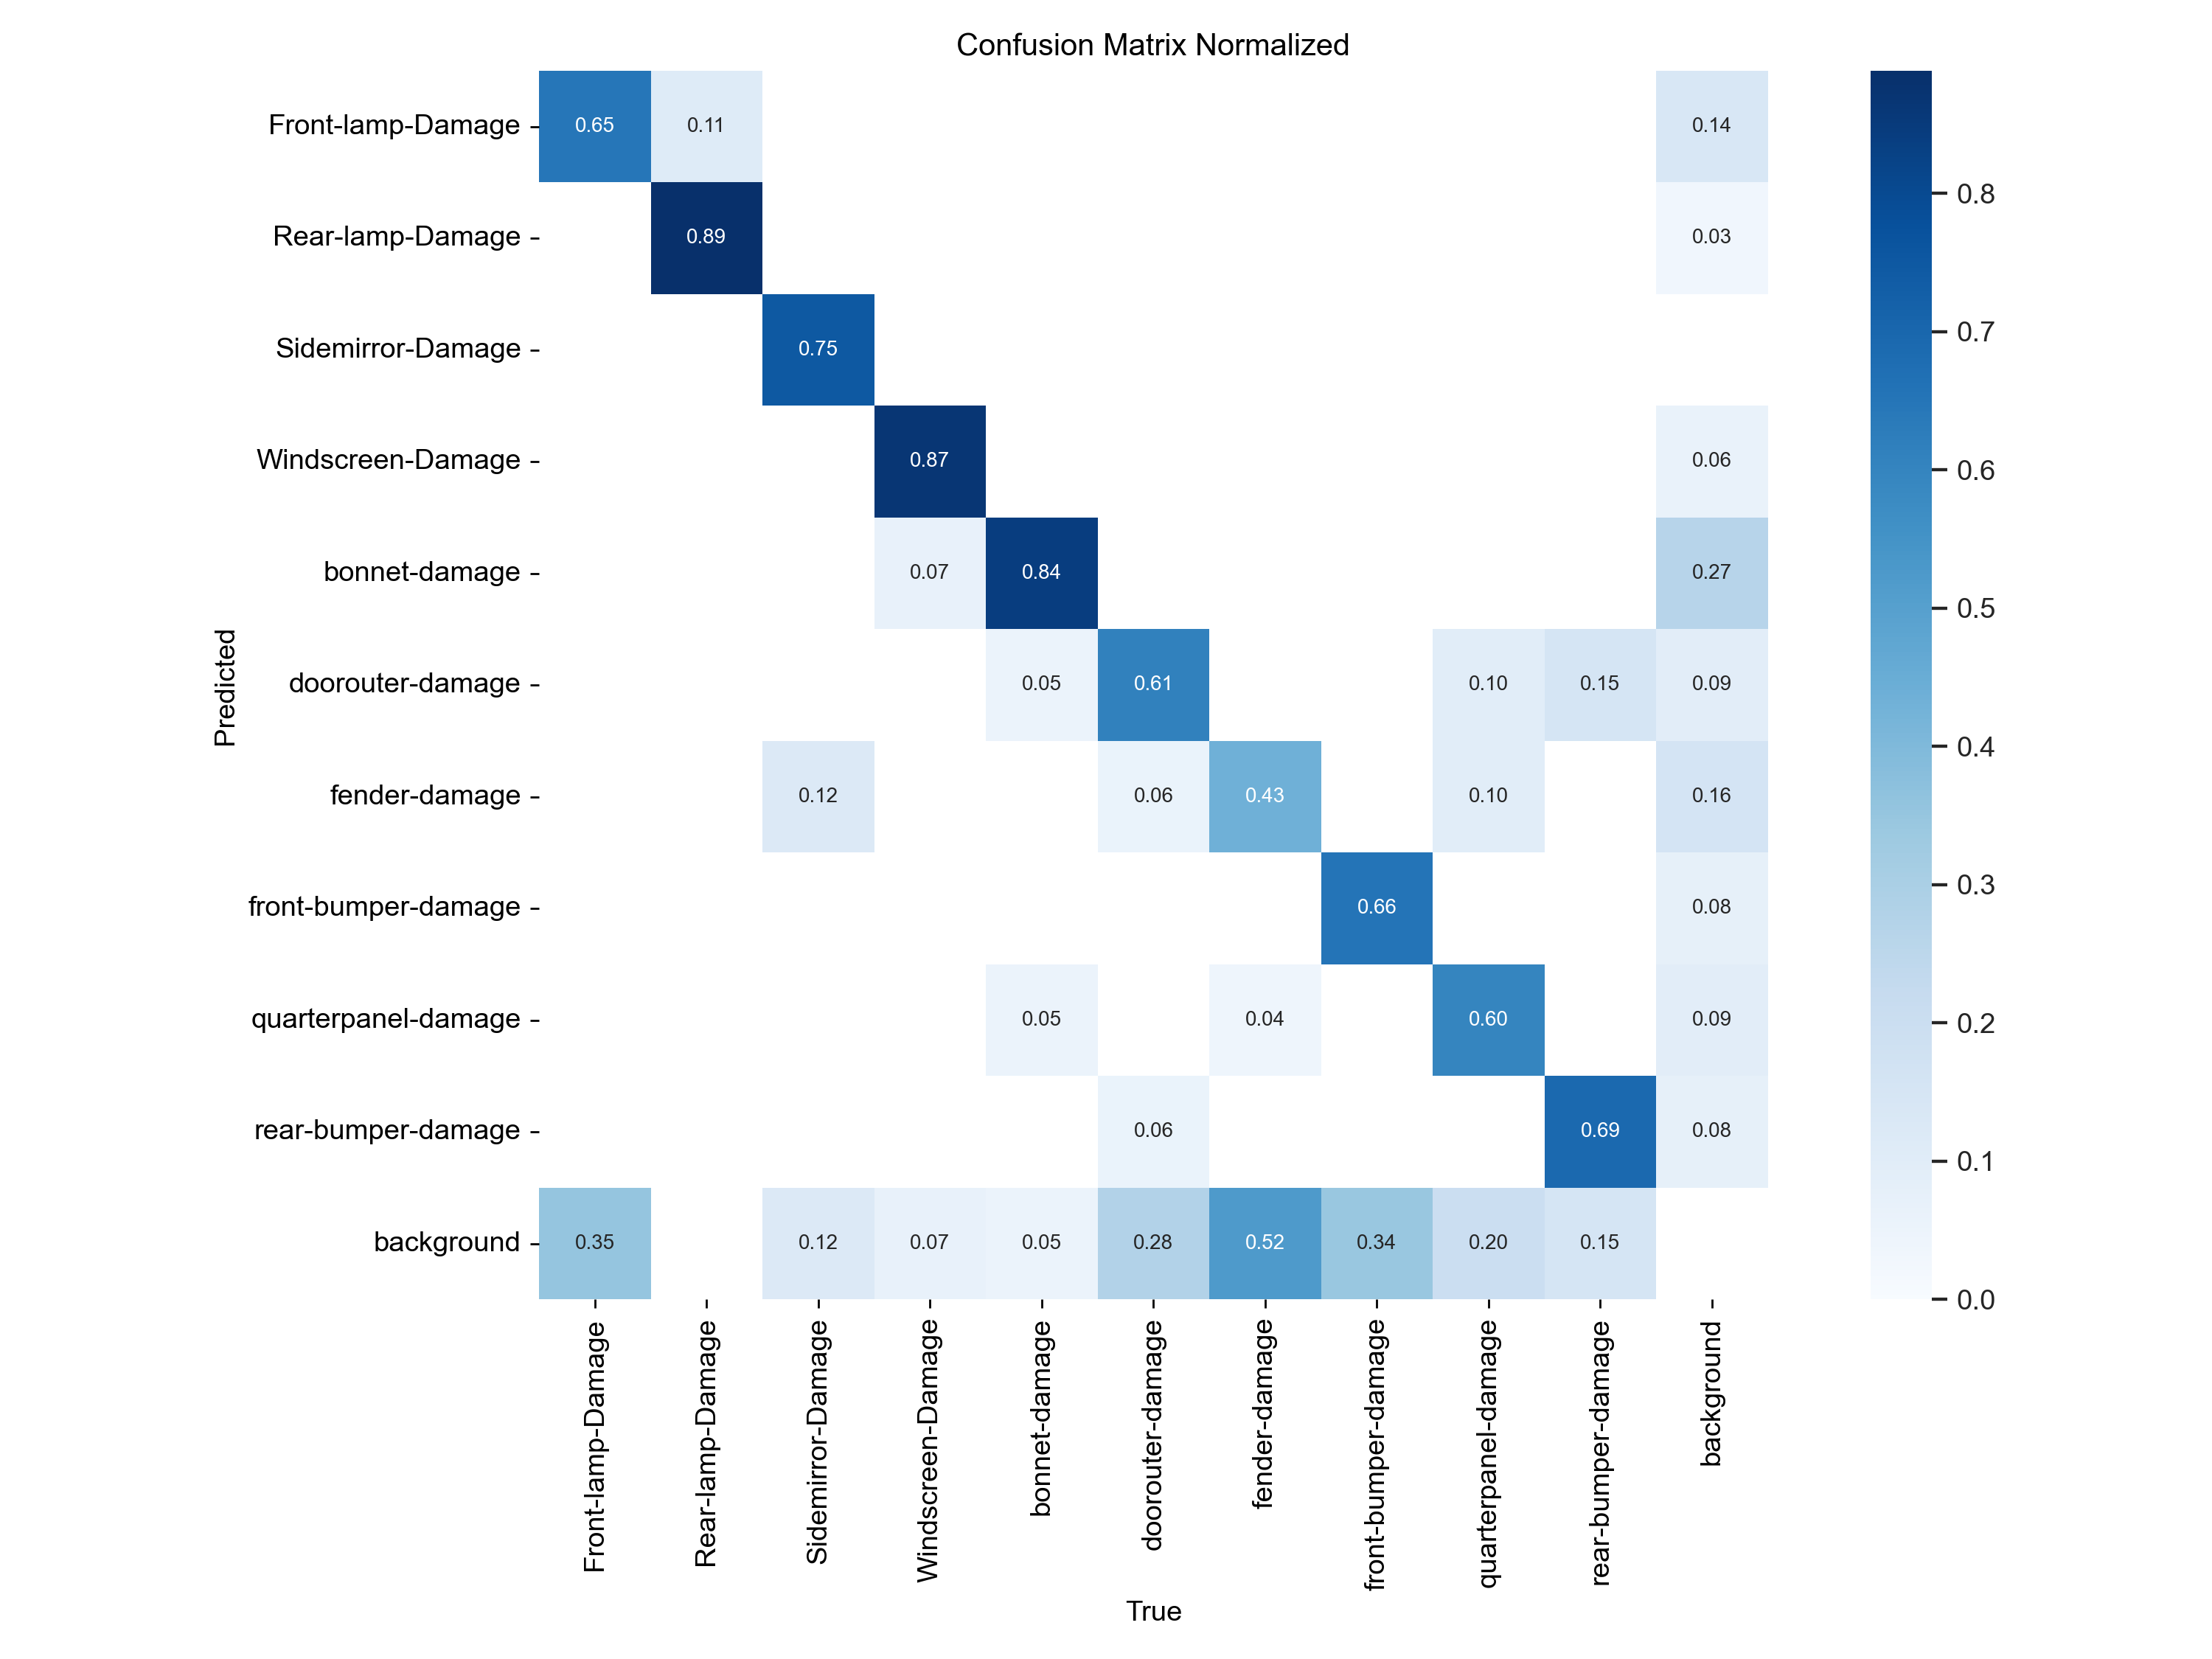 Confusion Matrix Normalized
Front-lamp-Damage 0.65 0.11 0.14
Rear-lamp-Damage 0.89 0.03
Sidemirror-Damage 0.75
Windscreen-Damage 0.87 0.06
bonnet-damage 0.07 0.84 0.27
doorouter-damage 0.05 0.61 0.10 0.15 0.09
fender-damage 0.12 0.06 0.43 0.10 0.16
front-bumper-damage 0.66 0.08
quarterpanel-damage 0.05 0.04 0.60 0.09
rear-bumper-damage 0.06 0.69 0.08
background 0.35 0.12 0.07 0.05 0.28 0.52 0.34 0.20 0.15
Predicted
Front-lamp-Damage
Rear-lamp-Damage
Sidemirror-Damage
Windscreen-Damage
bonnet-damage
doorouter-damage
fender-damage
front-bumper-damage
quarterpanel-damage
rear-bumper-damage
background
True
0.8
0.7
0.6
0.5
0.4
0.3
0.2
0.1
0.0